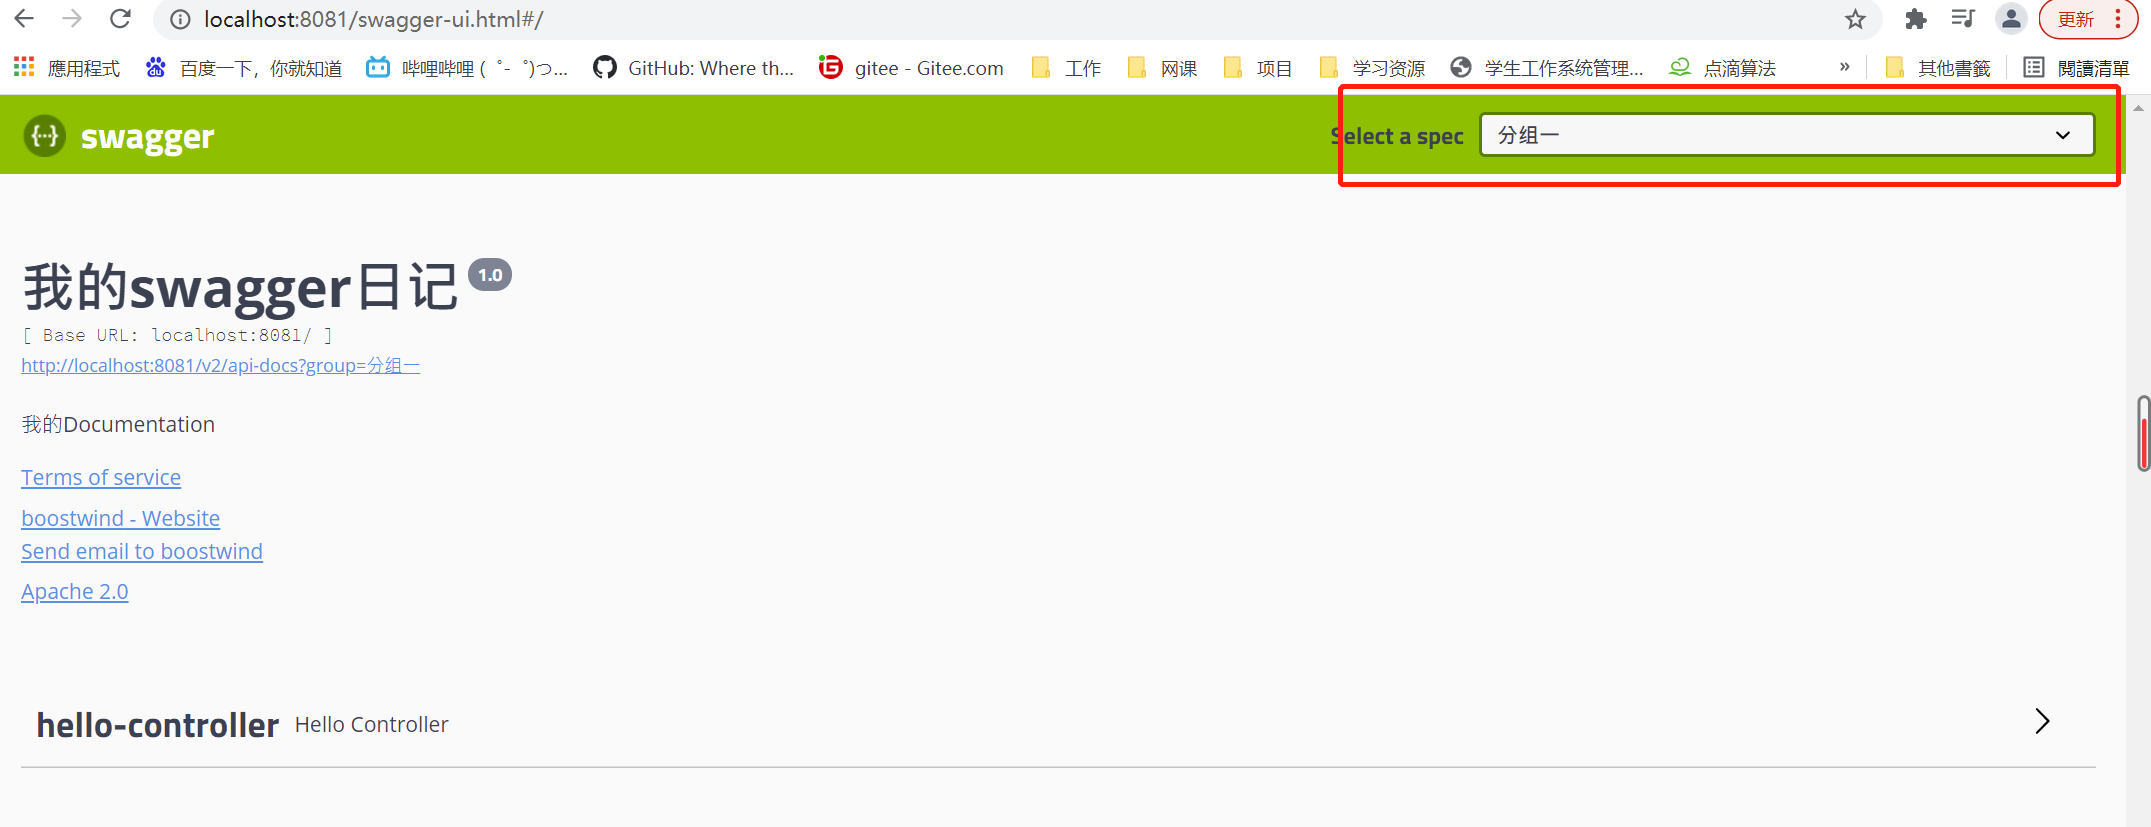 localhost:8081/swagger-ui.html#/ 更新
應用程式 百度一下，你就知道 哔哩哔哩 ( ゜- ゜)つ... GitHub: Where th... gitee - Gitee.com 工作 网课 项目 学习资源 学生工作系统管理... 点滴算法 » 其他書籤 閱讀清單
{···} swagger Select a spec 分组一
我的swagger日记 1.0
[ Base URL: localhost:8081/ ]
http://localhost:8081/v2/api-docs?group=分组一
我的Documentation
Terms of service
boostwind - Website
Send email to boostwind
Apache 2.0
hello-controller Hello Controller